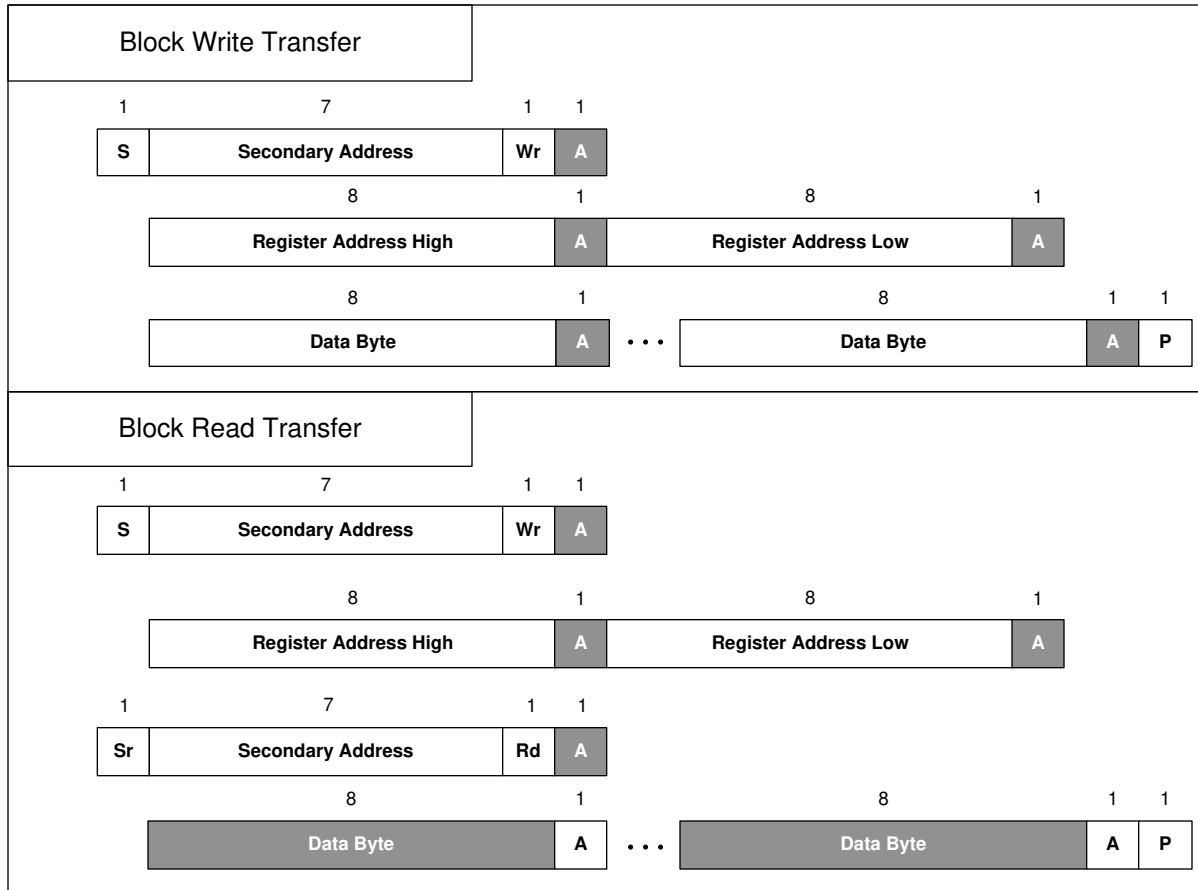 Block Write Transfer
1 7 1 1
S Secondary Address Wr A
8 1 8 1
Register Address High A Register Address Low A
8 1 8 1 1
Data Byte A • • • Data Byte A P
Block Read Transfer
1 7 1 1
S Secondary Address Wr A
8 1 8 1
Register Address High A Register Address Low A
1 7 1 1
Sr Secondary Address Rd A
8 1 8 1 1
Data Byte A • • • Data Byte A P